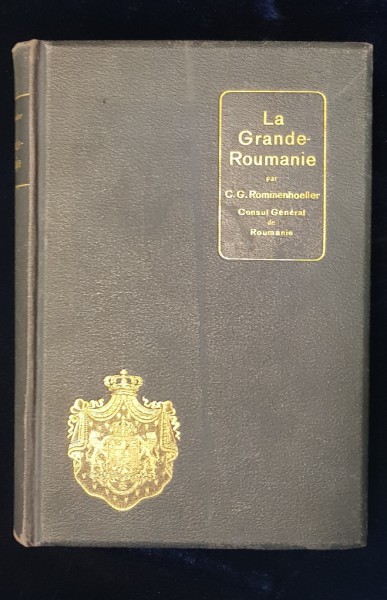 La
Grande-
Roumanie
par
C. G. Rommenhoeller
Consul Général
de
Roumanie